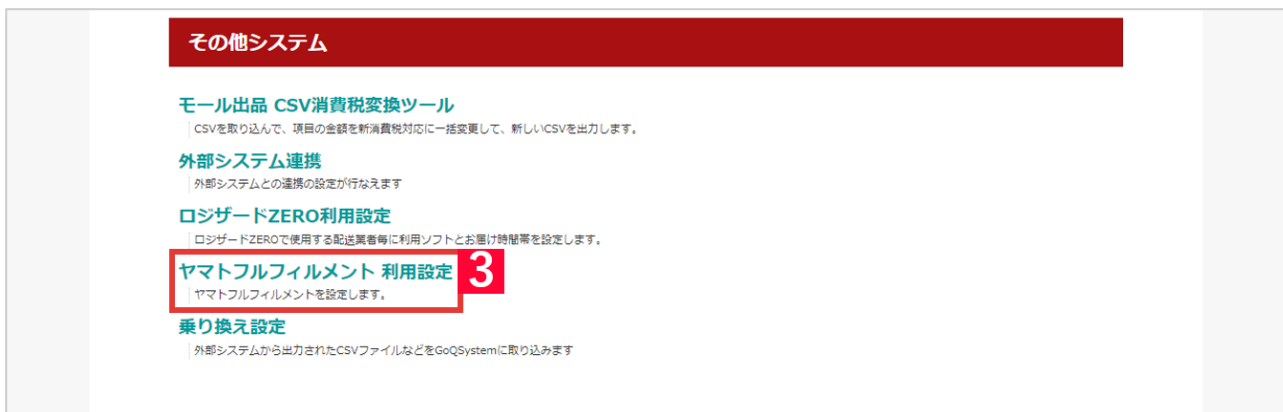 その他システム
モール出品 CSV消費税変換ツール
CSVを取り込んで、項目の金額を新消費税対応に一括変更して、新しいCSVを出力します。
外部システム連携
外部システムとの連携の設定が行なえます
ロジザードZERO利用設定
ロジザードZEROで使用する配送業者毎に利用ソフトとお届け時間帯を設定します。
ヤマトフルフィルメント 利用設定 3
ヤマトフルフィルメントを設定します。
乗り換え設定
外部システムから出力されたCSVファイルなどをGoQSystemに取り込みます